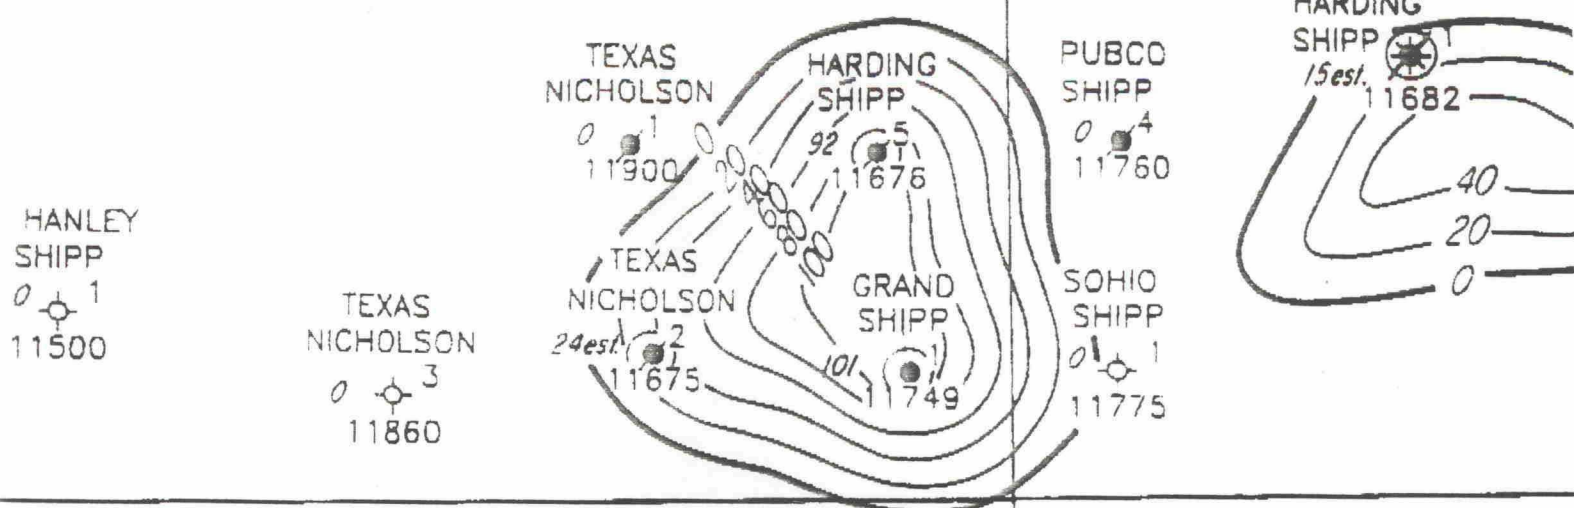 HARDING
SHIPP 1
15est.
11682
TEXAS
NICHOLSON
0 1
11900
HARDING
SHIPP
92 5
11676
PUBCO
SHIPP
0 4
11760
40
20
0
HANLEY
SHIPP
0 1
11500
TEXAS
NICHOLSON
0 3
11860
TEXAS
NICHOLSON
24est. 2
11675
GRAND
SHIPP
101 1
11749
SOHIO
SHIPP
0 1
11775